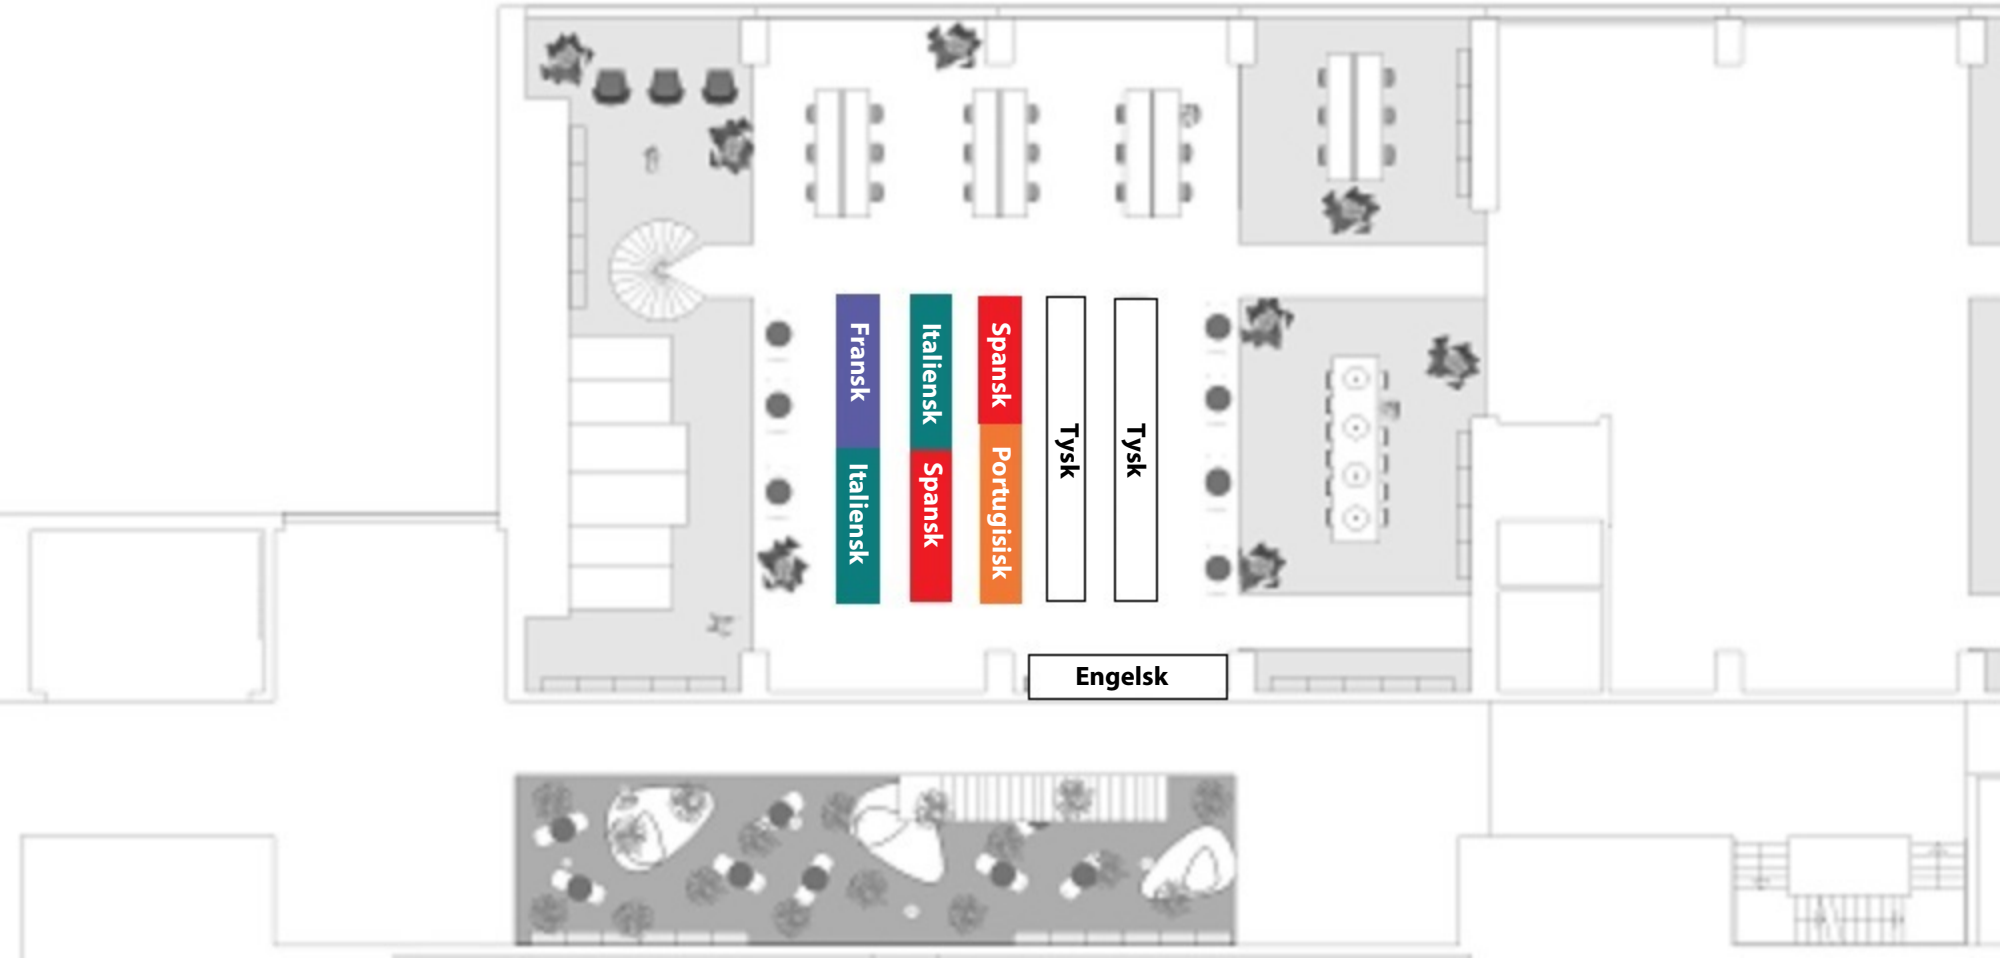 Fransk
Italiensk
Italiensk
Spansk
Spansk
Portugisisk
Tysk
Tysk
Engelsk